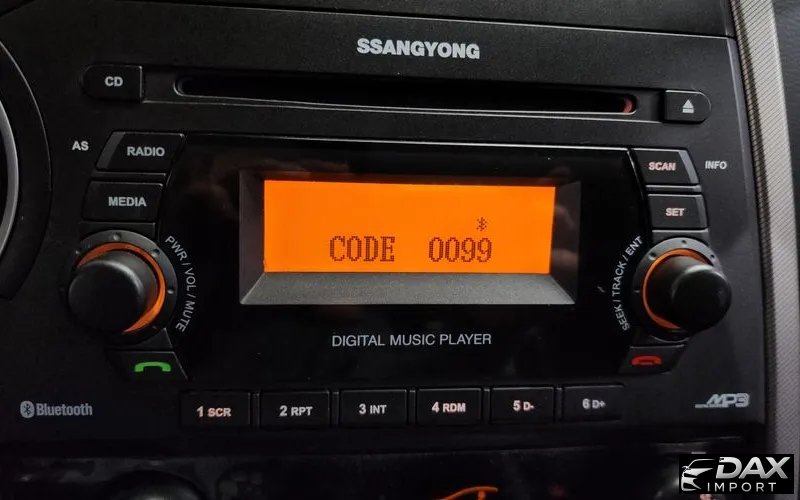 SSANGYONG
CD
AS
RADIO
SCAN
INFO
MEDIA
SET
PWR / VOL / MUTE
CODE 0099
SEEK / TRACK / ENT
DIGITAL MUSIC PLAYER
Bluetooth
1 SCR
2 RPT
3 INT
4 RDM
5 D-
6 D+
MP3
DAX
IMPORT